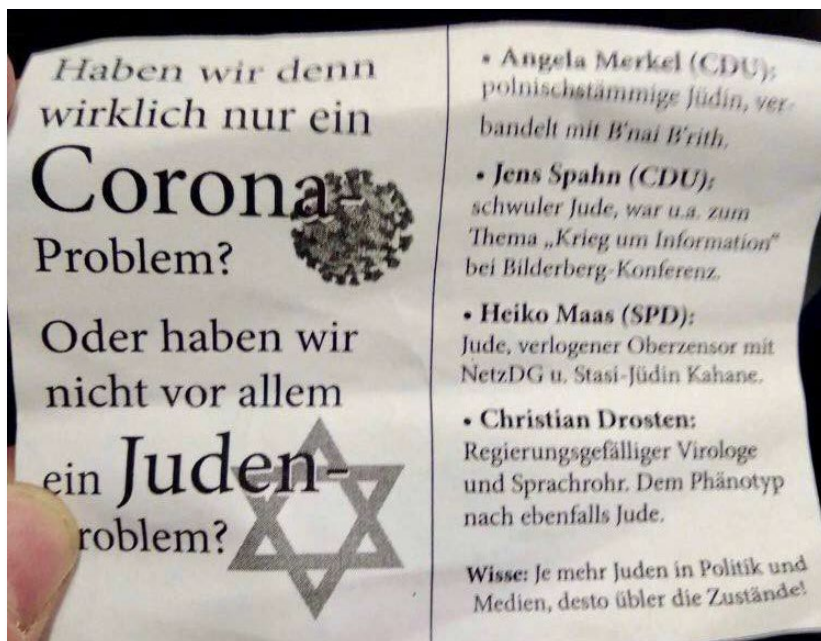 Haben wir denn
wirklich nur ein
Corona-
Problem?
Oder haben wir
nicht vor allem
ein Juden-
roblem?
• Angela Merkel (CDU):
polnischstämmige Jüdin, ver-
bandelt mit B'nai B'rith.
• Jens Spahn (CDU):
schwuler Jude, war u.a. zum
Thema „Krieg um Information"
bei Bilderberg-Konferenz.
• Heiko Maas (SPD):
Jude, verlogener Oberzensor mit
NetzDG u. Stasi-Jüdin Kahane.
• Christian Drosten:
Regierungsgefälliger Virologe
und Sprachrohr. Dem Phänotyp
nach ebenfalls Jude.
Wisse: Je mehr Juden in Politik und
Medien, desto übler die Zustände!